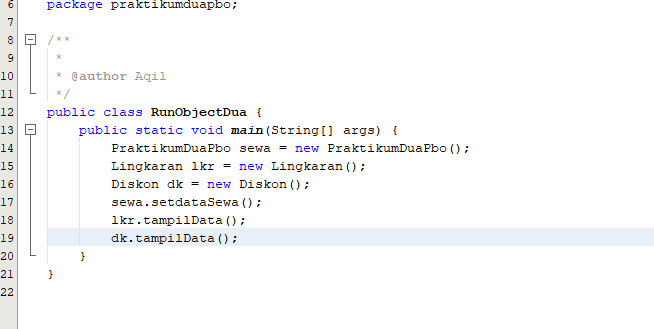 6 package praktikumduapbo;
7
8 /**
9  *
10  * @author Aqil
11  */
12 public class RunObjectDua {
13     public static void main(String[] args) {
14         PraktikumDuaPbo sewa = new PraktikumDuaPbo();
15         Lingkaran lkr = new Lingkaran();
16         Diskon dk = new Diskon();
17         sewa.setdataSewa();
18         lkr.tampilData();
19         dk.tampilData();
20     }
21 }
22